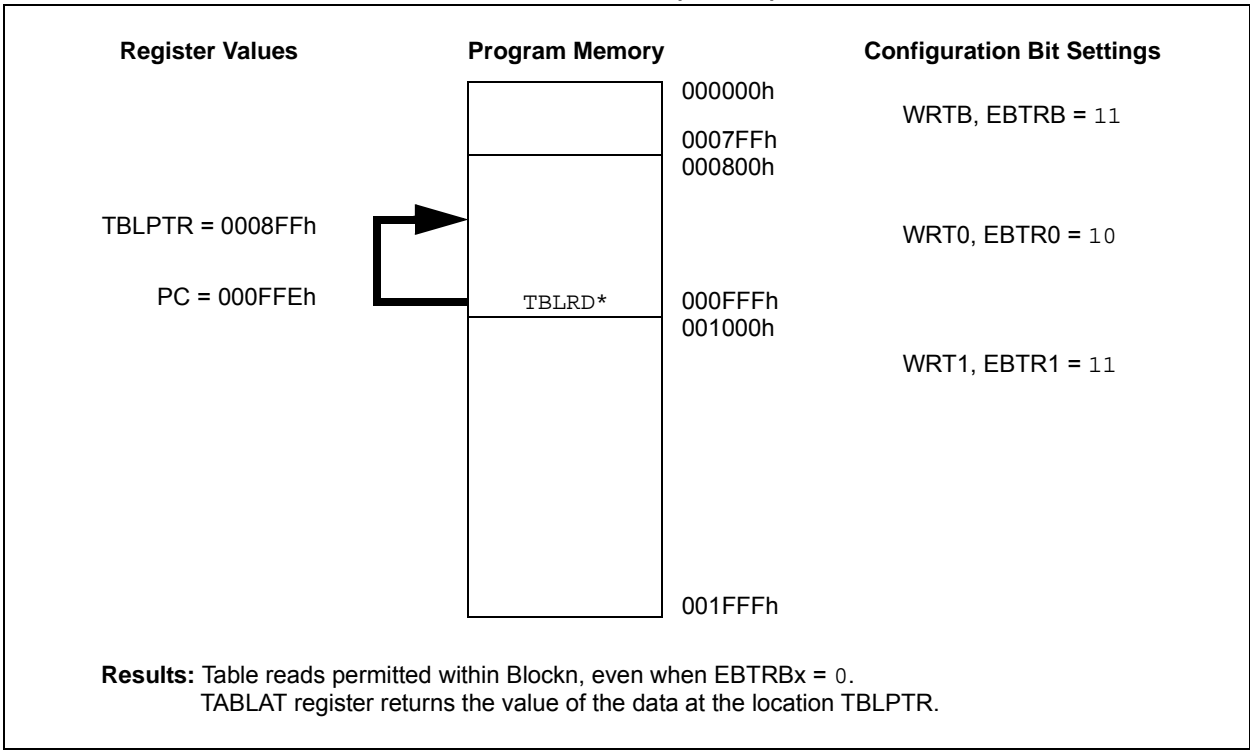 Register Values Program Memory Configuration Bit Settings
000000h
WRTB, EBTRB = 11
0007FFh
000800h
TBLPTR = 0008FFh
WRT0, EBTR0 = 10
PC = 000FFEh
TBLRD*
000FFFh
001000h
WRT1, EBTR1 = 11
001FFFh
Results: Table reads permitted within Blockn, even when EBTRBx = 0.
TABLAT register returns the value of the data at the location TBLPTR.